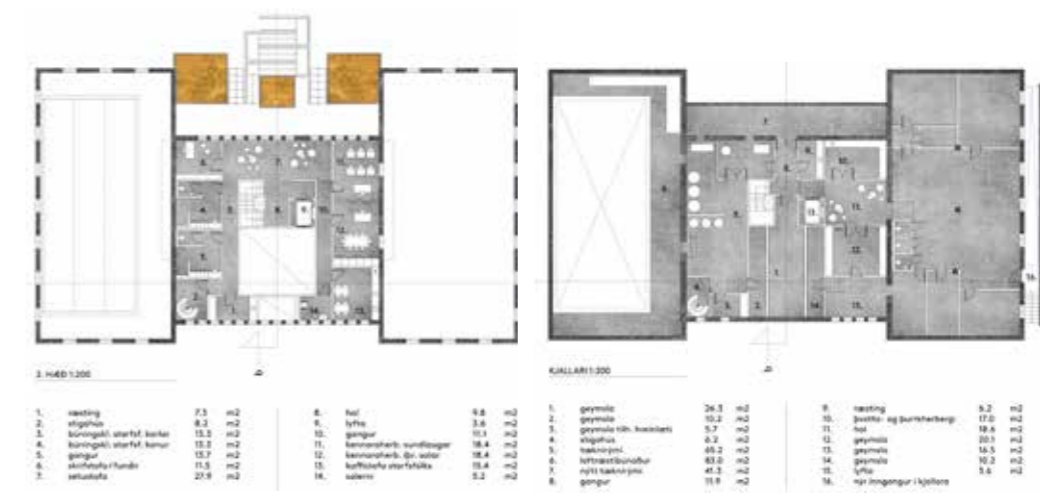 2. HÆÐ 1:200
1. ræsting 7.3 m2
2. stigahús 8.2 m2
3. búningskl. starfsf. karlar 13.3 m2
4. búningskl. starfsf. konur 13.3 m2
5. gangur 13.7 m2
6. skrifstofa / fundir 11.5 m2
7. setustofa 27.9 m2
8. hol 9.8 m2
9. lyfta 3.6 m2
10. gangur 11.1 m2
11. kennaraherb. sundlaugar 18.4 m2
12. kennaraherb. íþr. salar 18.4 m2
13. kaffistofa starfsfólks 15.4 m2
14. salerni 5.2 m2
KJALLARI 1:200
1. geymsla 26.3 m2
2. geymsla 10.2 m2
3. geymsla tilh. 5.7 m2
4. stigahús 6.2 m2
5. tæknirými 65.2 m2
6. loftræstibúnaður 83.0 m2
7. nýtt tæknirými 41.3 m2
8. gangur 11.9 m2
9. ræsting 6.2 m2
10. þvotta- og þurrkherbergi 17.0 m2
11. hol 18.6 m2
12. geymsla 20.1 m2
13. geymsla 16.5 m2
14. geymsla 10.2 m2
15. lyfta 3.6 m2
16. nýr inngangur í kjallara